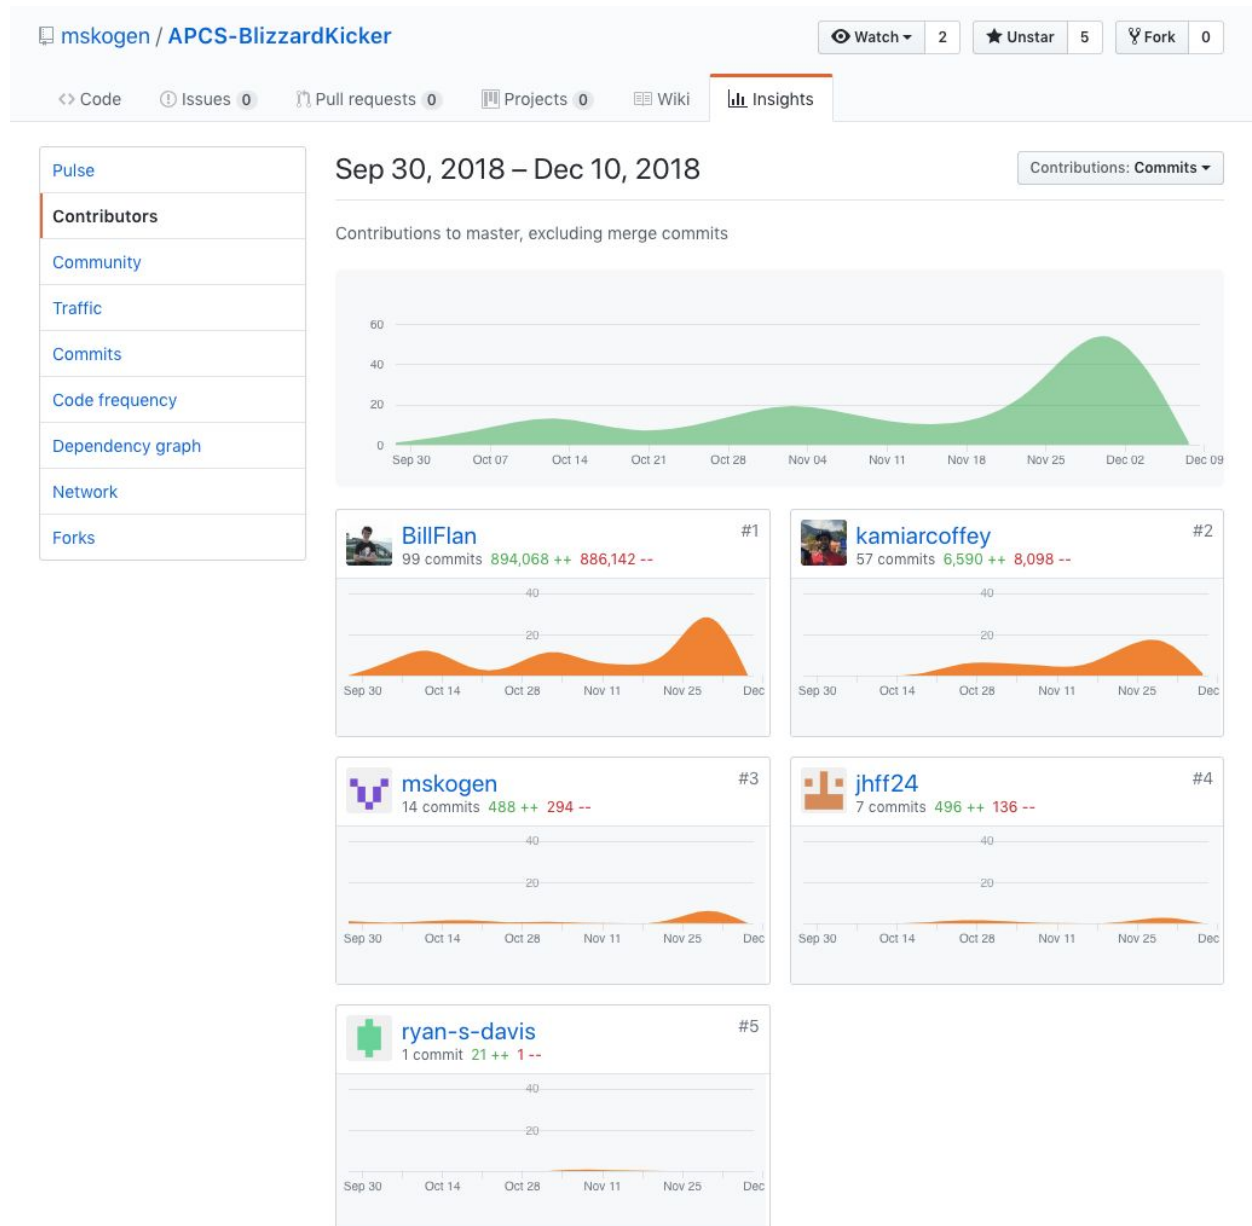 mskogen / APCS-BlizzardKicker
Watch 2 Unstar 5 Fork 0
Code Issues 0 Pull requests 0 Projects 0 Wiki Insights
Pulse
Contributors
Community
Traffic
Commits
Code frequency
Dependency graph
Network
Forks
Sep 30, 2018 – Dec 10, 2018
Contributions: Commits
Contributions to master, excluding merge commits
60
40
20
0
Sep 30 Oct 07 Oct 14 Oct 21 Oct 28 Nov 04 Nov 11 Nov 18 Nov 25 Dec 02 Dec 09
BillFlan #1
99 commits 894,068 ++ 886,142 --
40
20
Sep 30 Oct 14 Oct 28 Nov 11 Nov 25 Dec
kamiarcoffey #2
57 commits 6,590 ++ 8,098 --
40
20
Sep 30 Oct 14 Oct 28 Nov 11 Nov 25 Dec
mskogen #3
14 commits 488 ++ 294 --
40
20
Sep 30 Oct 14 Oct 28 Nov 11 Nov 25 Dec
jhff24 #4
7 commits 496 ++ 136 --
40
20
Sep 30 Oct 14 Oct 28 Nov 11 Nov 25 Dec
ryan-s-davis #5
1 commit 21 ++ 1 --
40
20
Sep 30 Oct 14 Oct 28 Nov 11 Nov 25 Dec